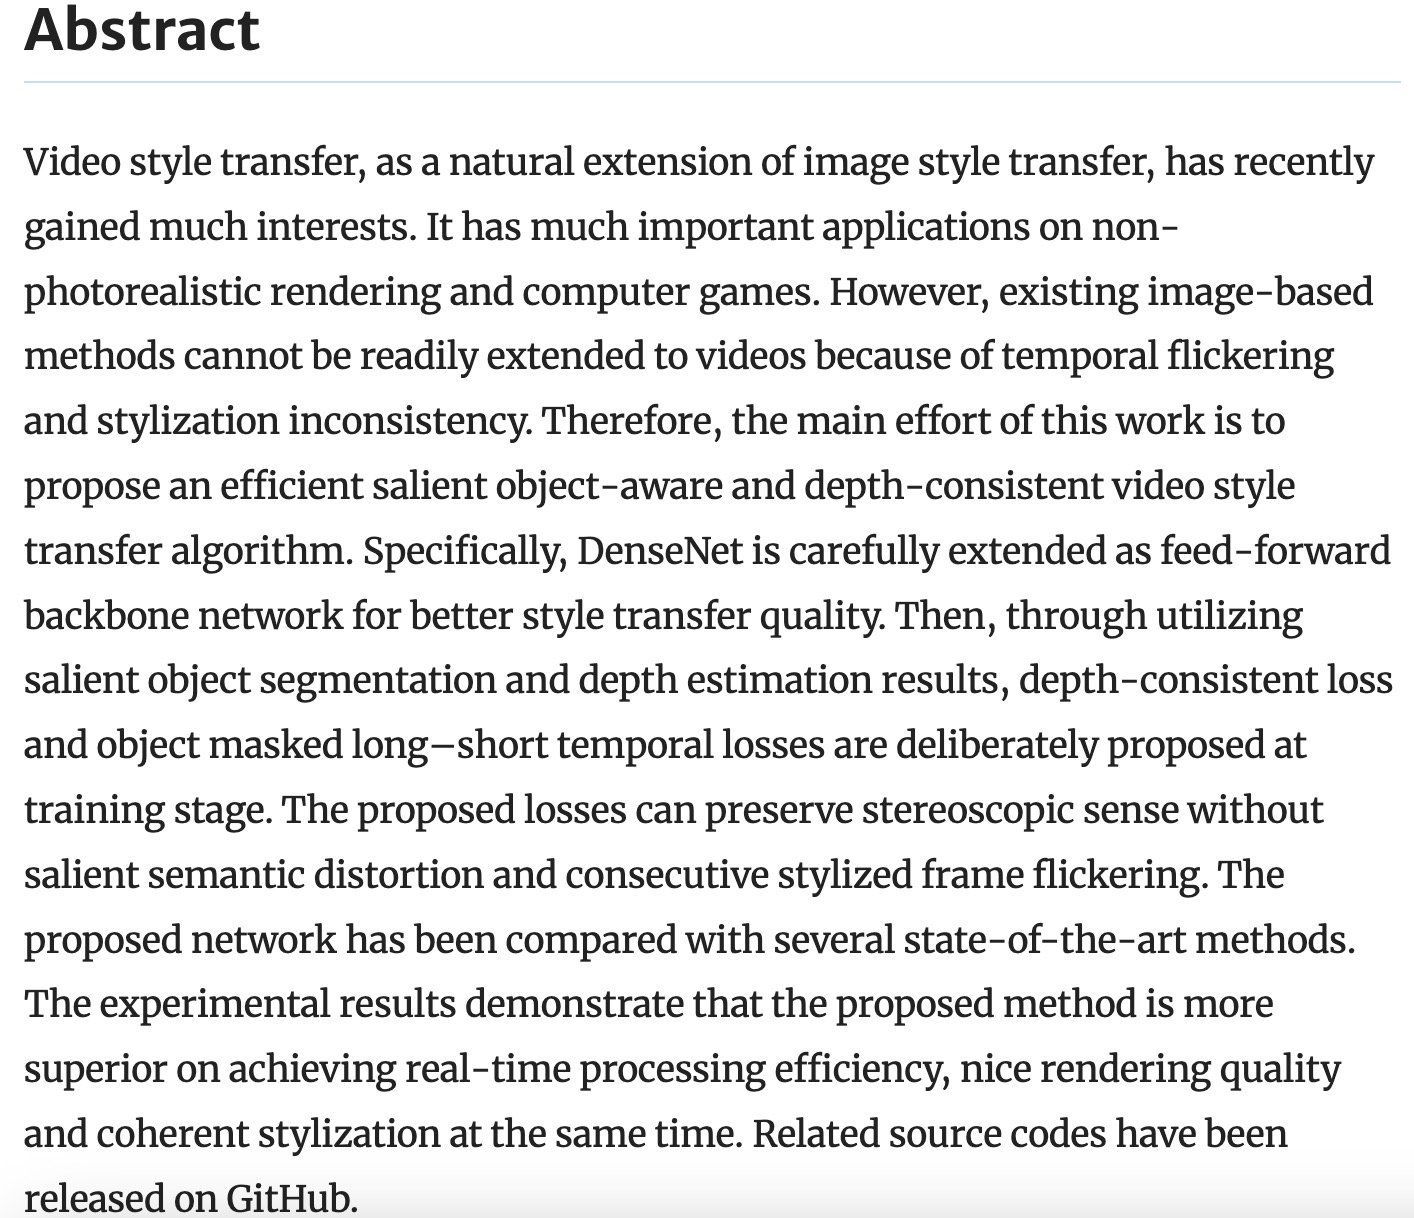 Abstract
Video style transfer, as a natural extension of image style transfer, has recently
gained much interests. It has much important applications on non-
photorealistic rendering and computer games. However, existing image-based
methods cannot be readily extended to videos because of temporal flickering
and stylization inconsistency. Therefore, the main effort of this work is to
propose an efficient salient object-aware and depth-consistent video style
transfer algorithm. Specifically, DenseNet is carefully extended as feed-forward
backbone network for better style transfer quality. Then, through utilizing
salient object segmentation and depth estimation results, depth-consistent loss
and object masked long–short temporal losses are deliberately proposed at
training stage. The proposed losses can preserve stereoscopic sense without
salient semantic distortion and consecutive stylized frame flickering. The
proposed network has been compared with several state-of-the-art methods.
The experimental results demonstrate that the proposed method is more
superior on achieving real-time processing efficiency, nice rendering quality
and coherent stylization at the same time. Related source codes have been
released on GitHub.